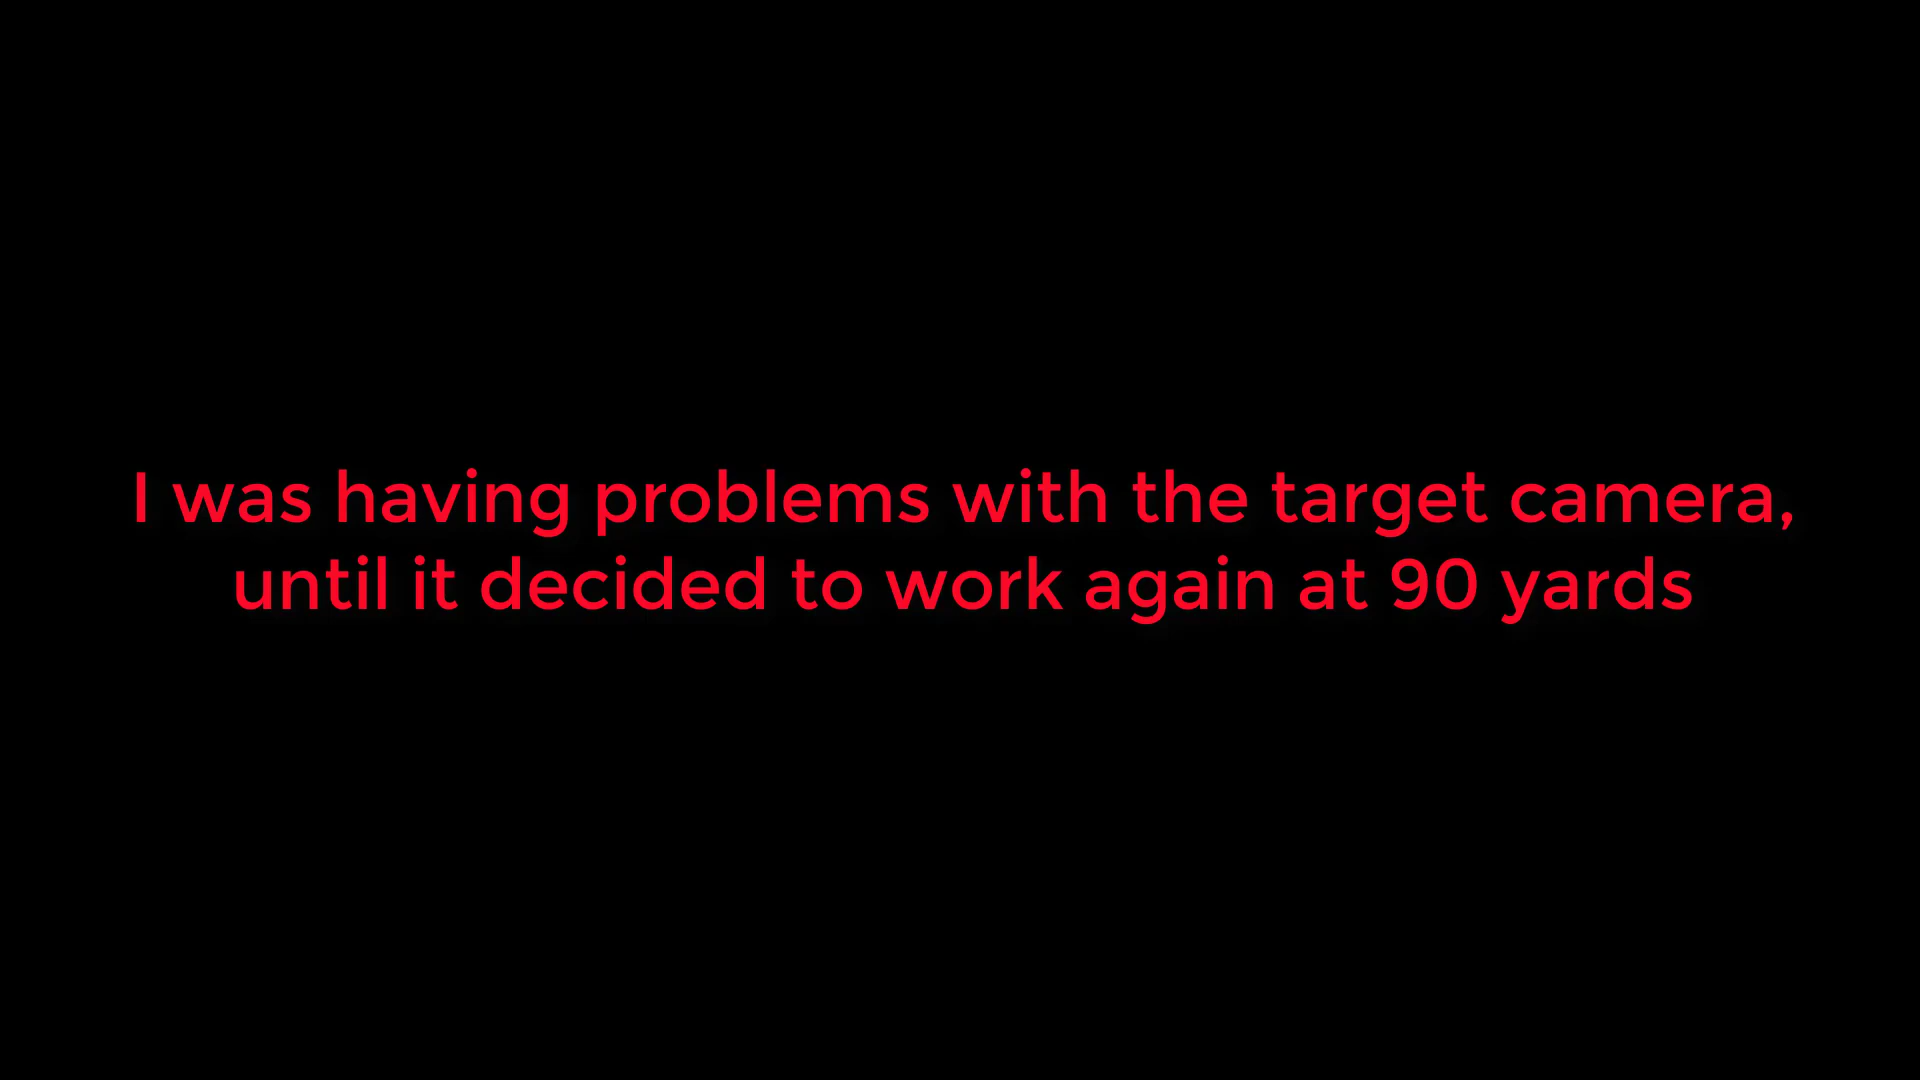 I was having problems with the target camera,
until it decided to work again at 90 yards